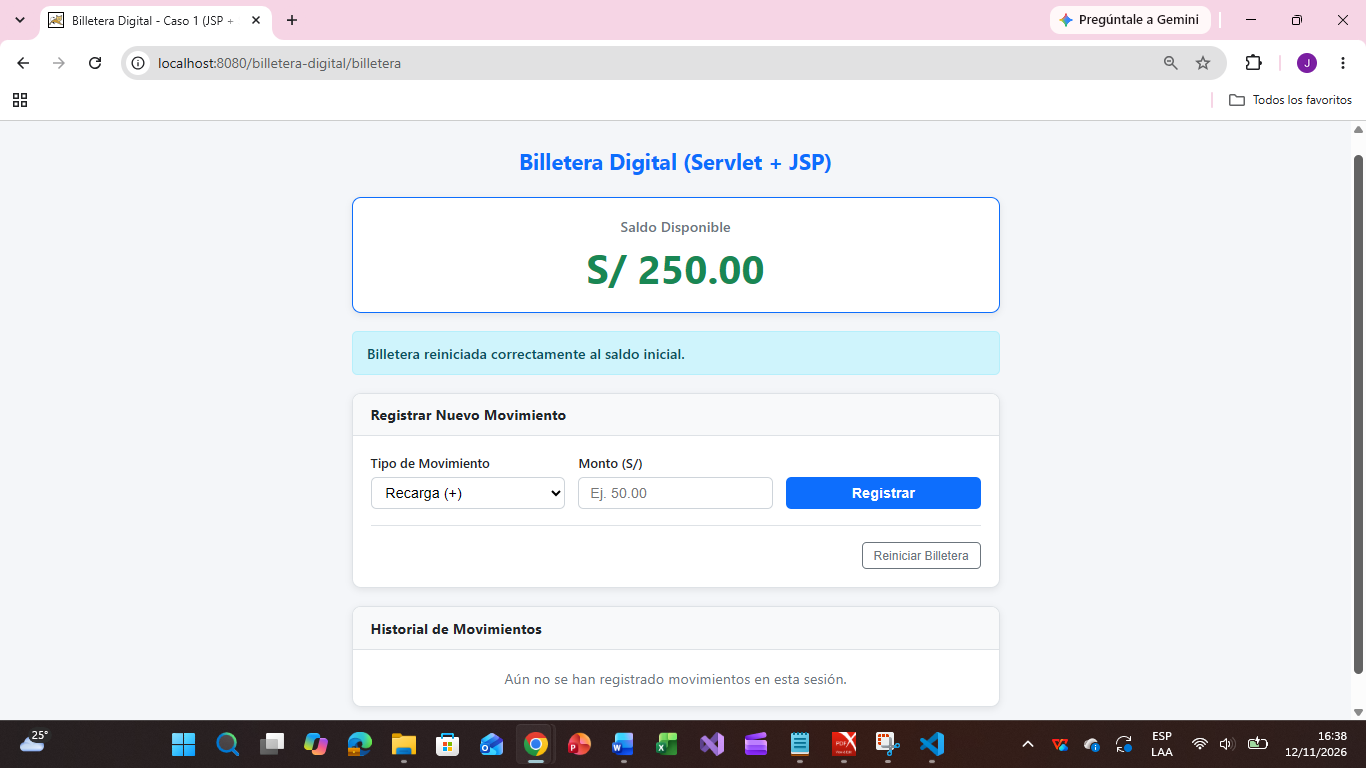 Billetera Digital - Caso 1 (JSP +
Pregúntale a Gemini
localhost:8080/billetera-digital/billetera
J
Todos los favoritos
Billetera Digital (Servlet + JSP)
Saldo Disponible
S/ 250.00
Billetera reiniciada correctamente al saldo inicial.
Registrar Nuevo Movimiento
Tipo de Movimiento
Monto (S/)
Recarga (+)
Ej. 50.00
Registrar
Reiniciar Billetera
Historial de Movimientos
Aún no se han registrado movimientos en esta sesión.
25°
ESP
LAA
16:38
12/11/2026